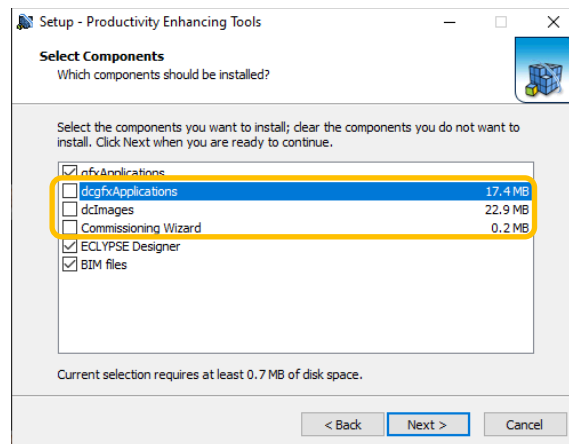 Setup - Productivity Enhancing Tools
Select Components
Which components should be installed?
Select the components you want to install; clear the components you do not want to
install. Click Next when you are ready to continue.
gfxApplications
dcgfxApplications 17.4 MB
dcImages 22.9 MB
Commissioning Wizard 0.2 MB
ECLYPSE Designer
BIM files
Current selection requires at least 0.7 MB of disk space.
< Back Next > Cancel